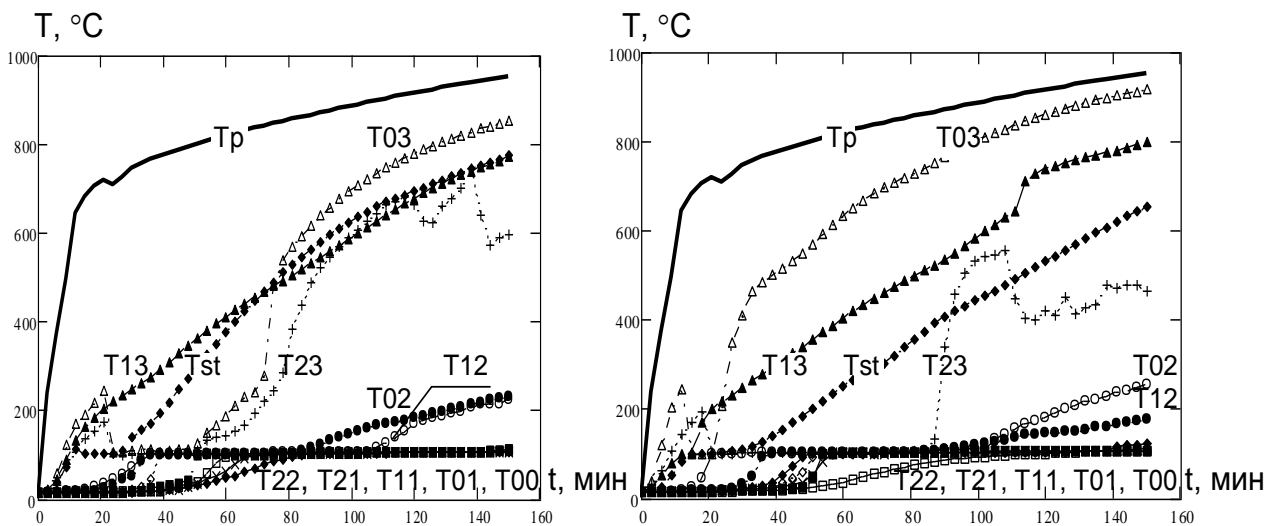 T, °C
1000
800
600
400
200
0
Tp
T03
T13
Tst
T23
T12
T02
T22, T21, T11, T01, T00
t, мин
0 20 40 60 80 100 120 140 160
T, °C
1000
800
600
400
200
0
Tp
T03
T13
Tst
T23
T02
T12
T22, T21, T11, T01, T00
t, мин
0 20 40 60 80 100 120 140 160